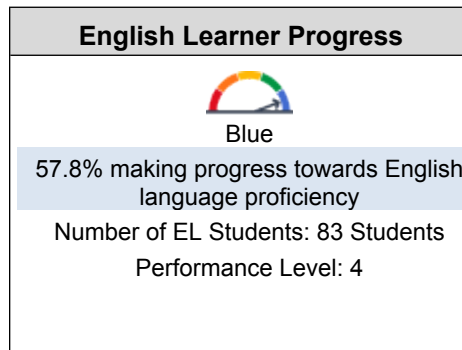 English Learner Progress
Blue
57.8% making progress towards English
language proficiency
Number of EL Students: 83 Students
Performance Level: 4